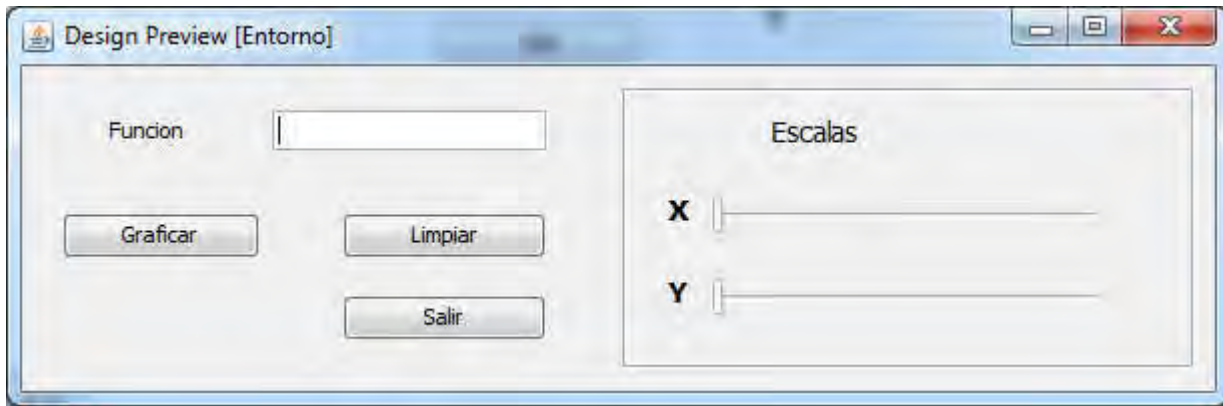 Design Preview [Entorno]
Funcion
Escalas
X
Graficar
Limpiar
Y
Salir